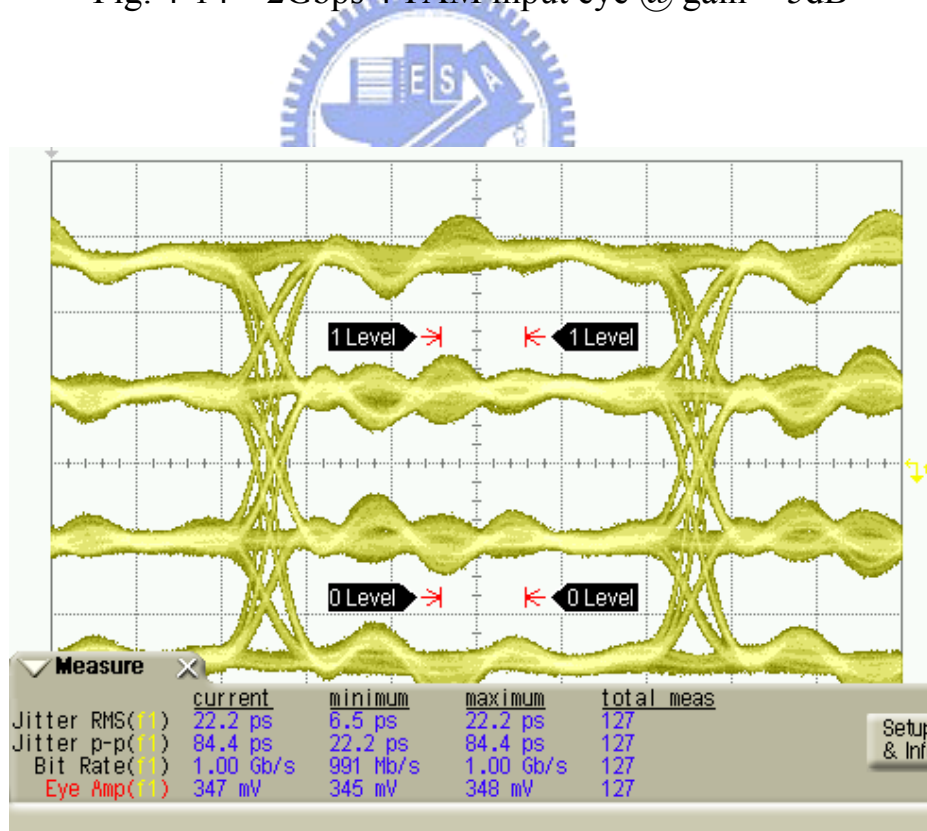 ESA
1 Level 1 Level
0 Level 0 Level
Measure
current minimum maximum total meas
Jitter RMS(f1) 22.2 ps 6.5 ps 22.2 ps 127
Jitter p-p(f1) 84.4 ps 22.2 ps 84.4 ps 127
Bit Rate(f1) 1.00 Gb/s 991 Mb/s 1.00 Gb/s 127
Eye Amp(f1) 347 mV 345 mV 348 mV 127
Setup
& Inf